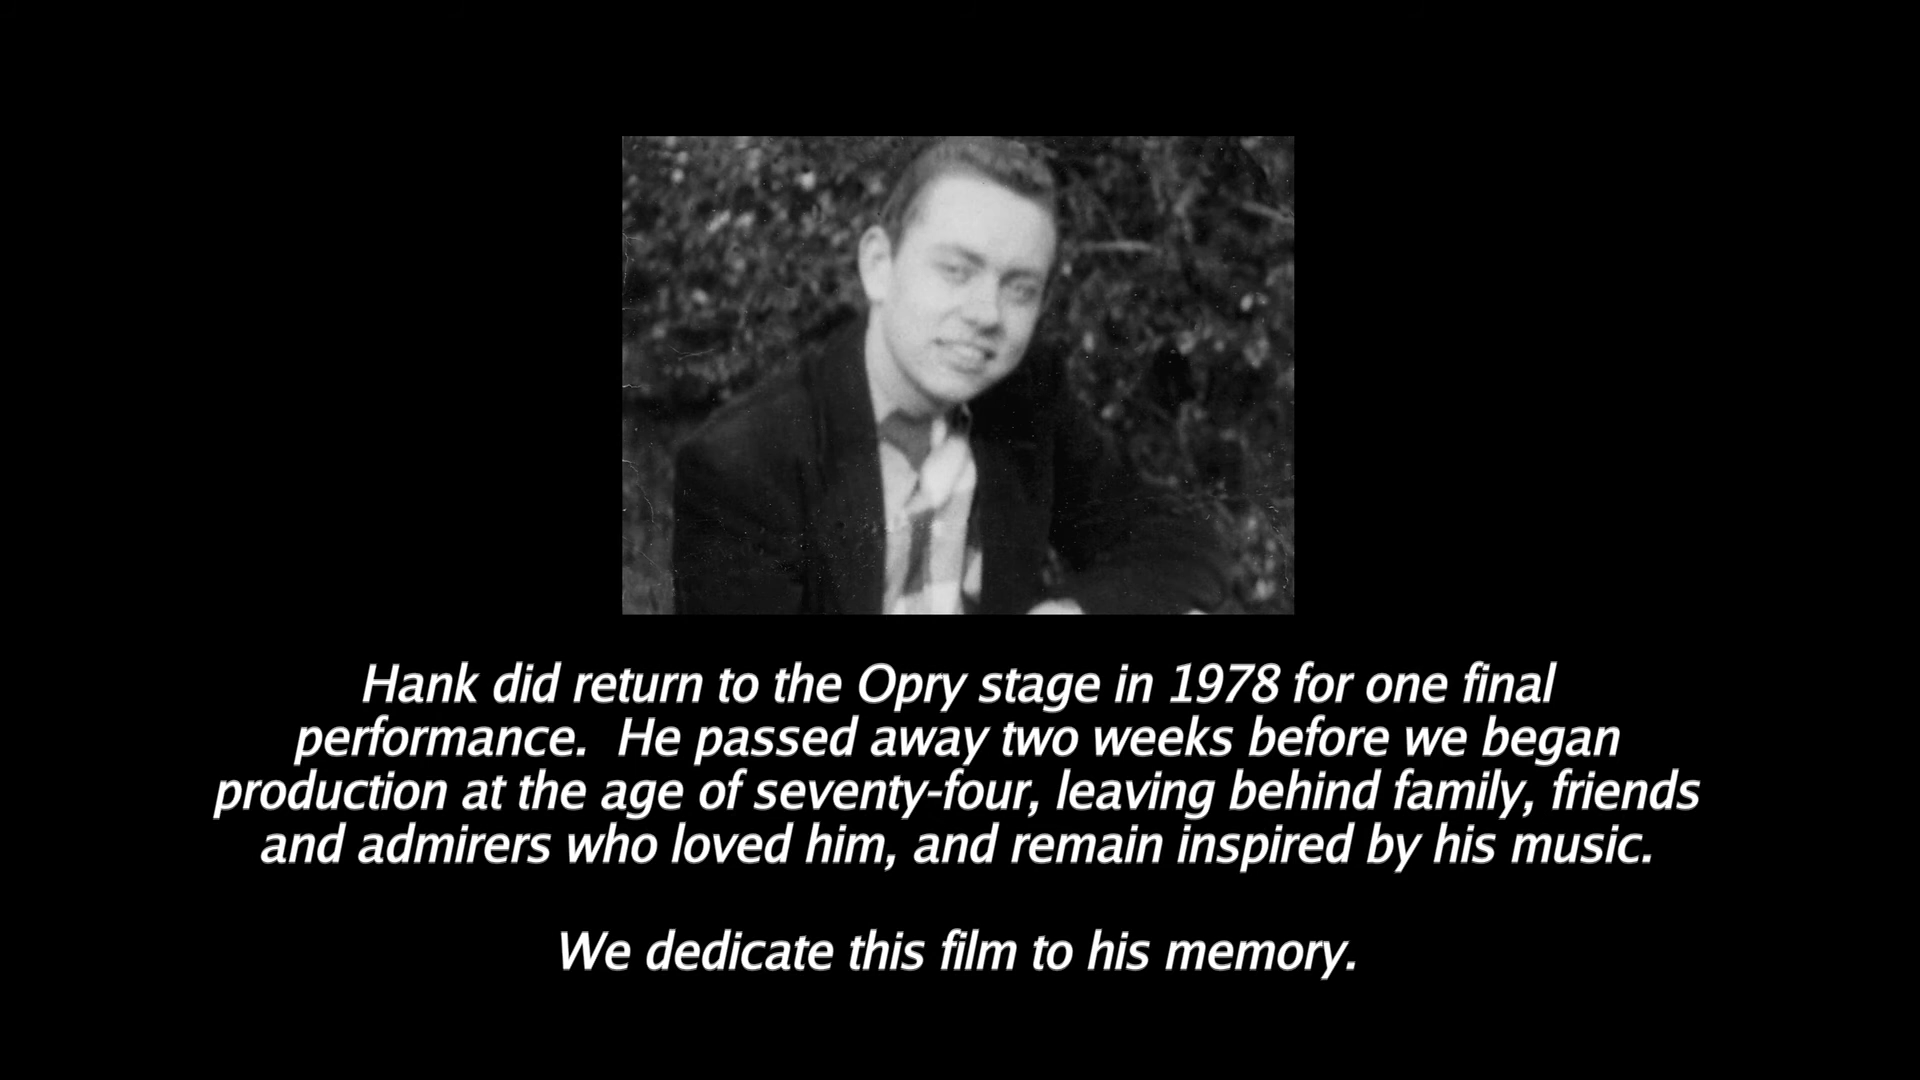 Hank did return to the Opry stage in 1978 for one final
performance.  He passed away two weeks before we began
production at the age of seventy-four, leaving behind family, friends
and admirers who loved him, and remain inspired by his music.
We dedicate this film to his memory.